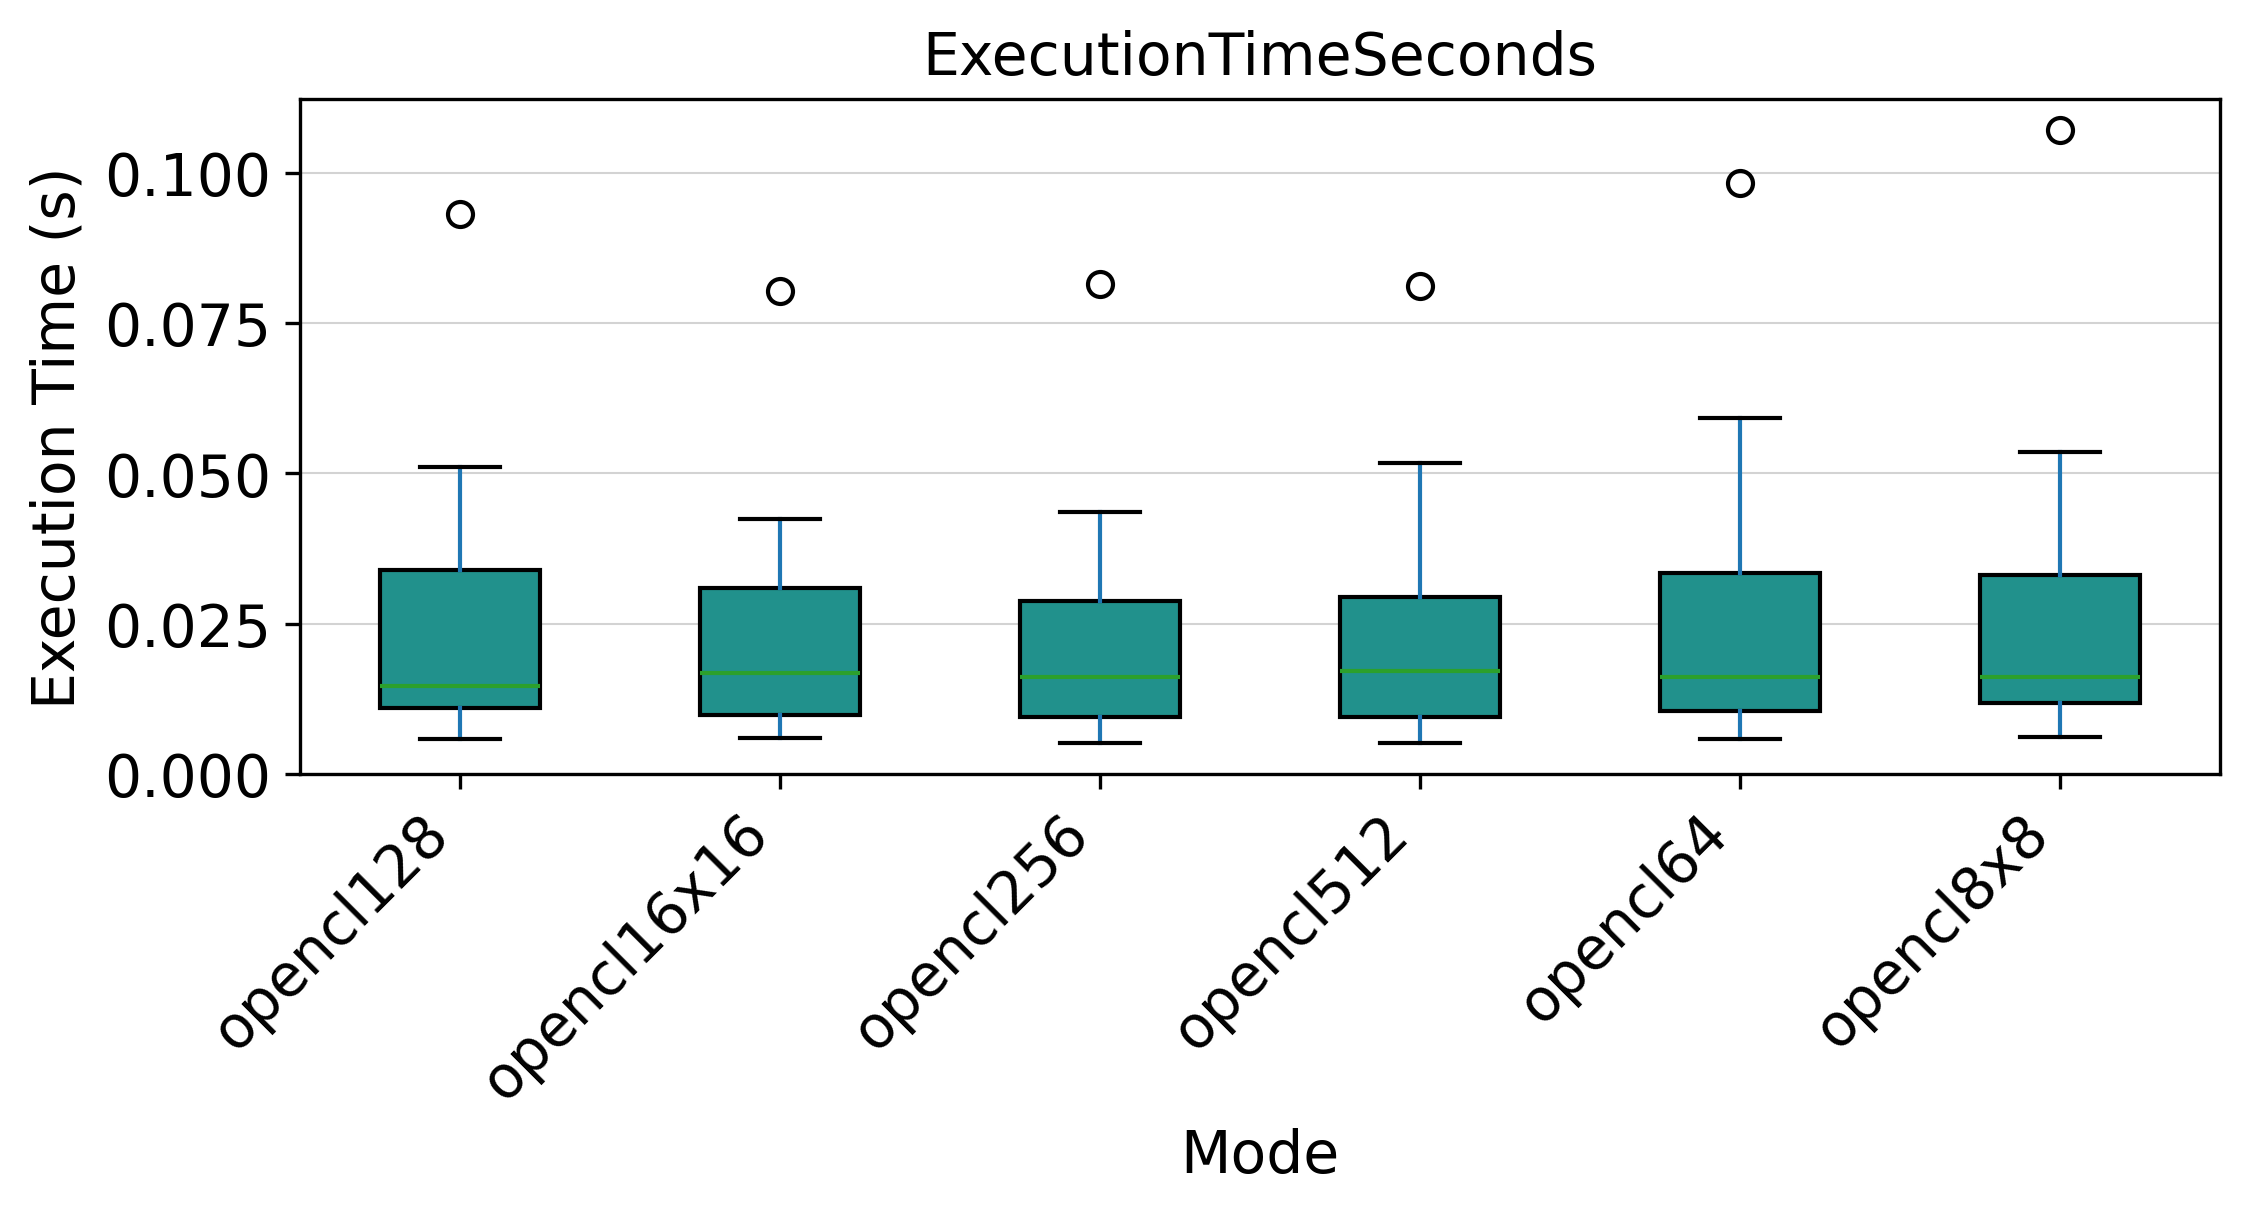 ExecutionTimeSeconds
Execution Time (s)
0.100
0.075
0.050
0.025
0.000
opencl128
opencl16x16
opencl256
opencl512
opencl64
opencl8x8
Mode